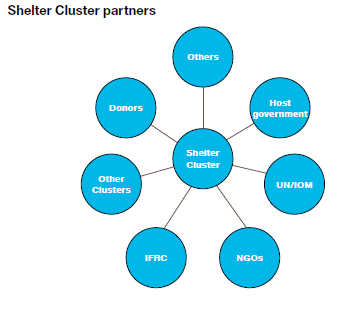 Shelter Cluster partners
Others
Donors
Host
government
Shelter
Cluster
Other
Clusters
UN/IOM
IFRC
NGOs